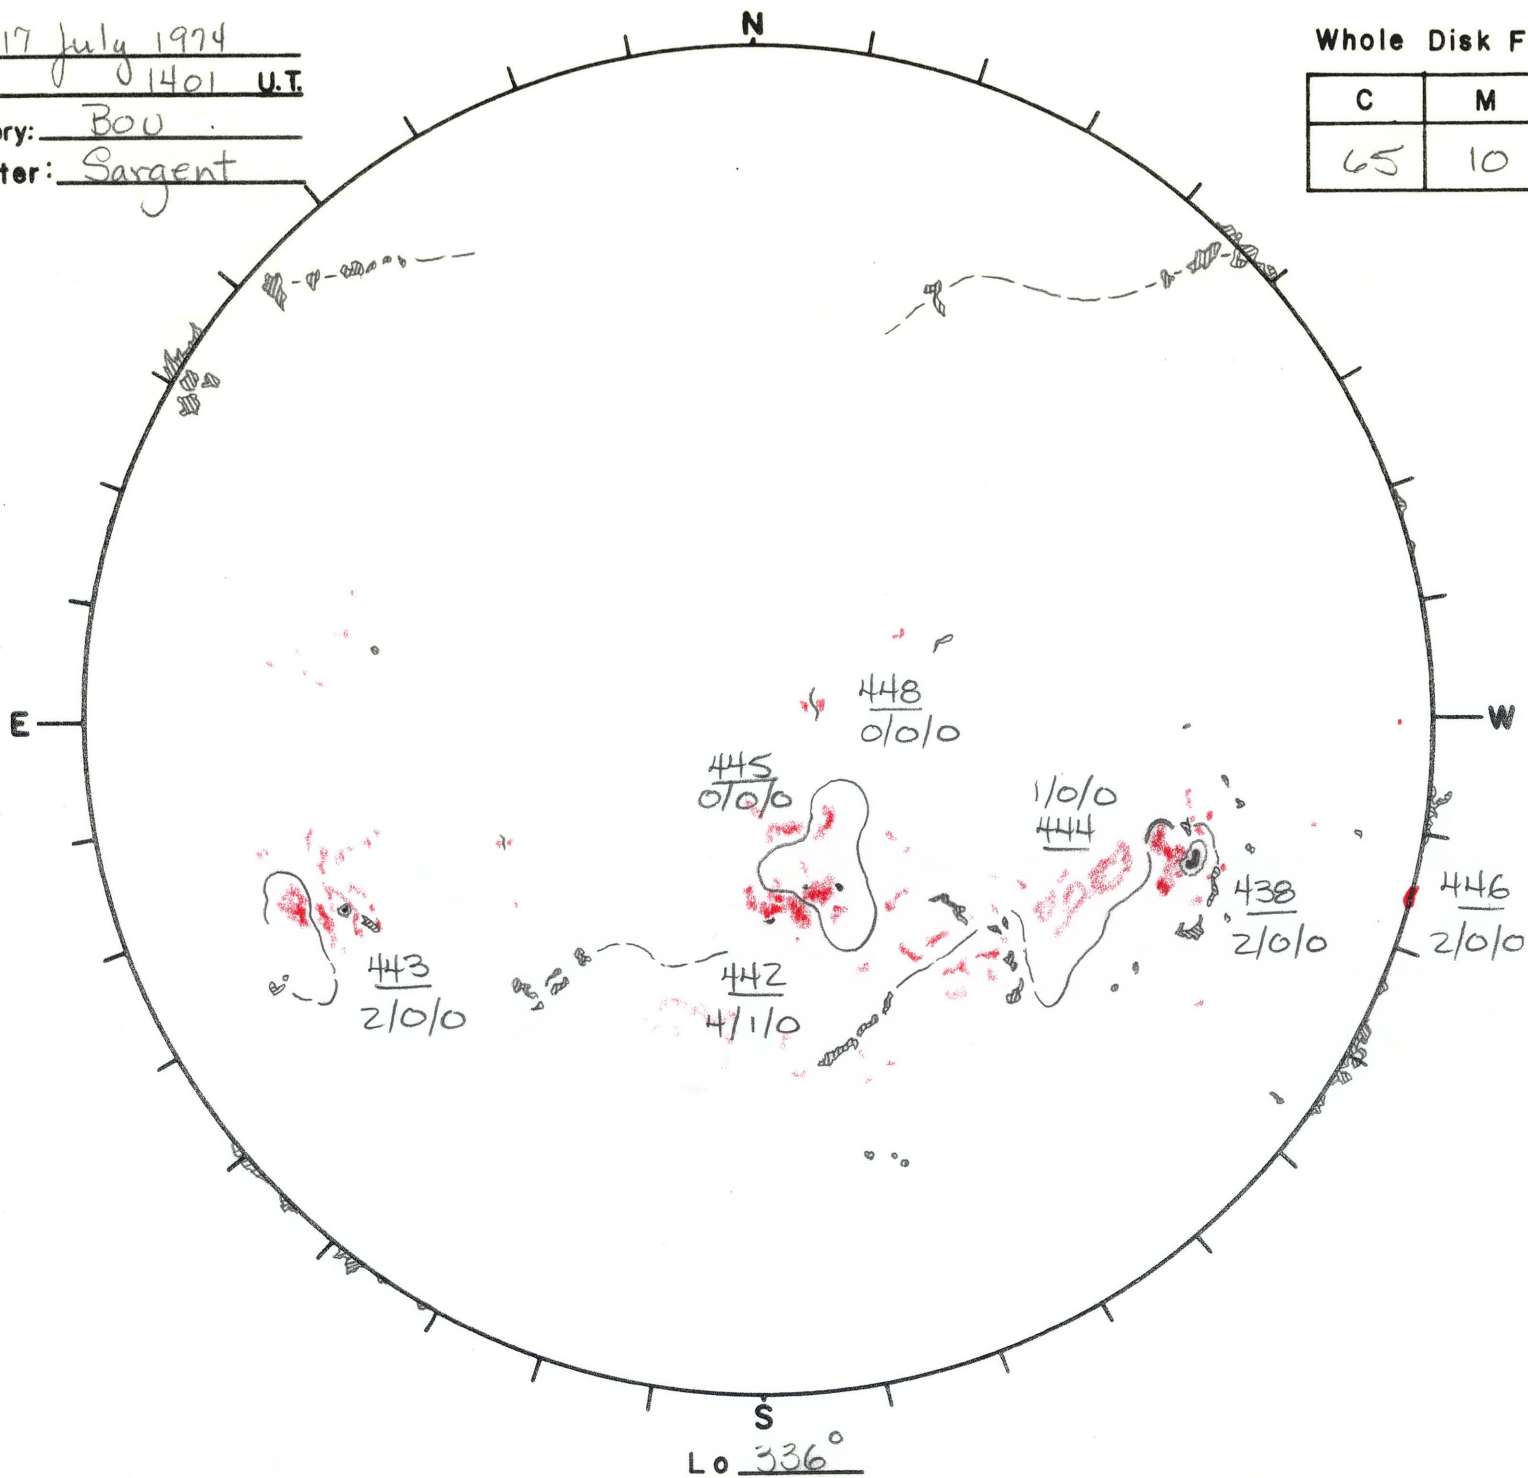 17 July 1974
1401 U.T.
ry: BOU
ter: Sargent
N
Whole Disk F
C M
65 10
E
W
448
0/0/0
445
0/0/0
1/0/0
444
438
2/0/0
446
2/0/0
443
2/0/0
442
4/1/0
S
Lo 336°